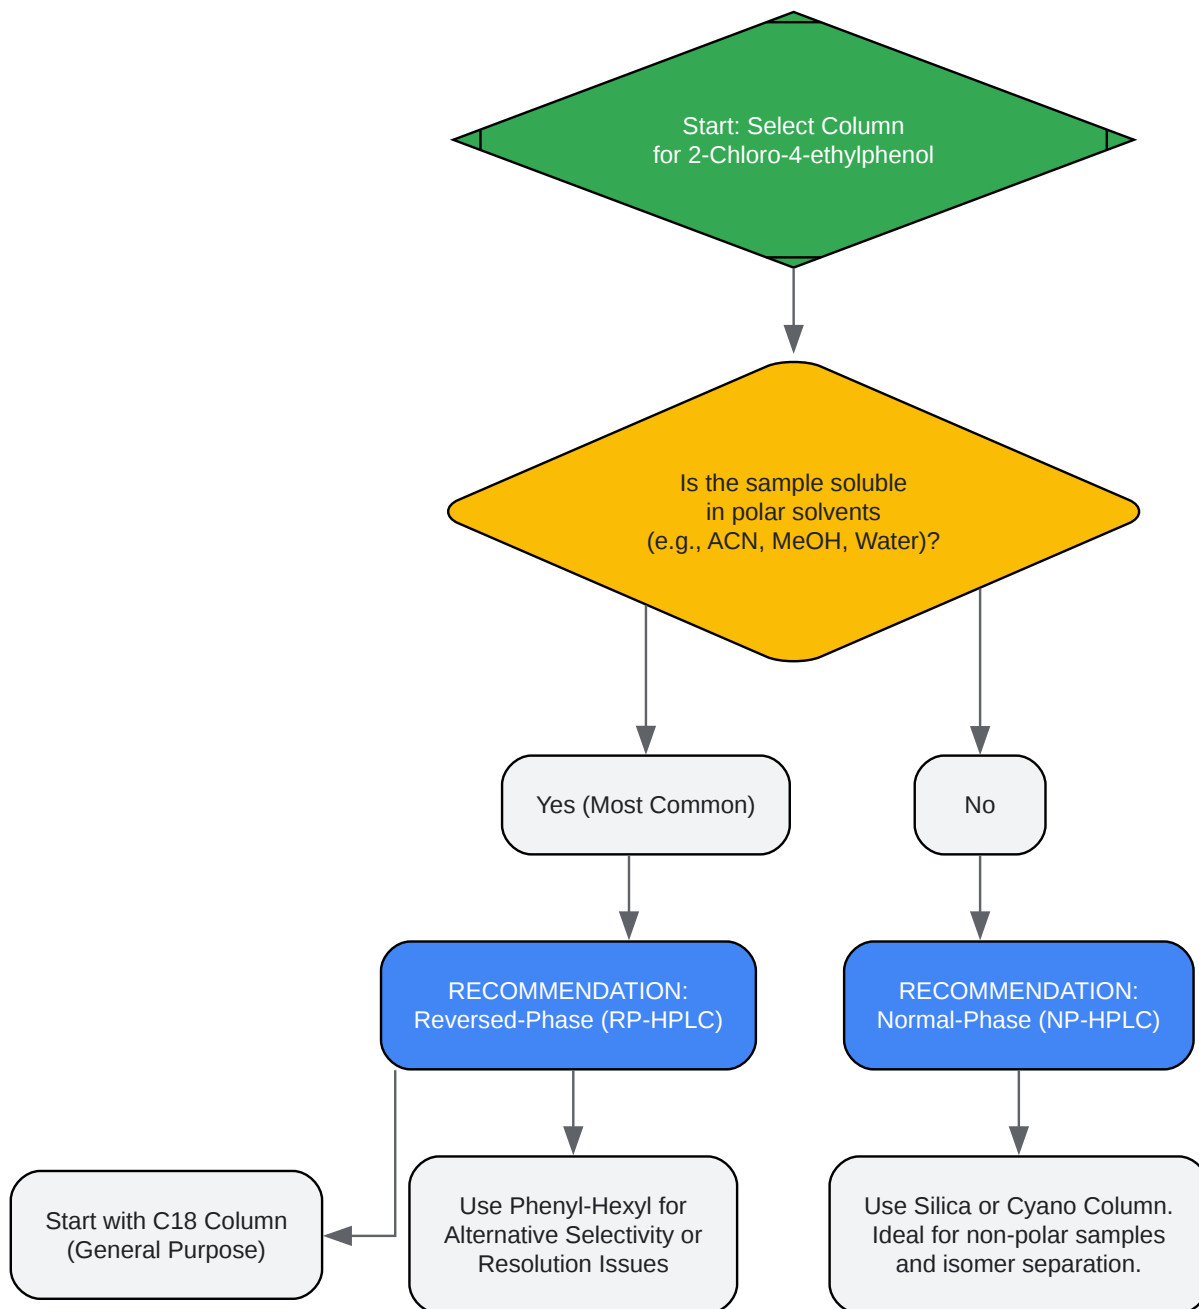 Start: Select Column
for 2-Chloro-4-ethylphenol
Is the sample soluble
in polar solvents
(e.g., ACN, MeOH, Water)?
Yes (Most Common)
No
RECOMMENDATION:
Reversed-Phase (RP-HPLC)
RECOMMENDATION:
Normal-Phase (NP-HPLC)
Start with C18 Column
(General Purpose)
Use Phenyl-Hexyl for
Alternative Selectivity or
Resolution Issues
Use Silica or Cyano Column.
Ideal for non-polar samples
and isomer separation.